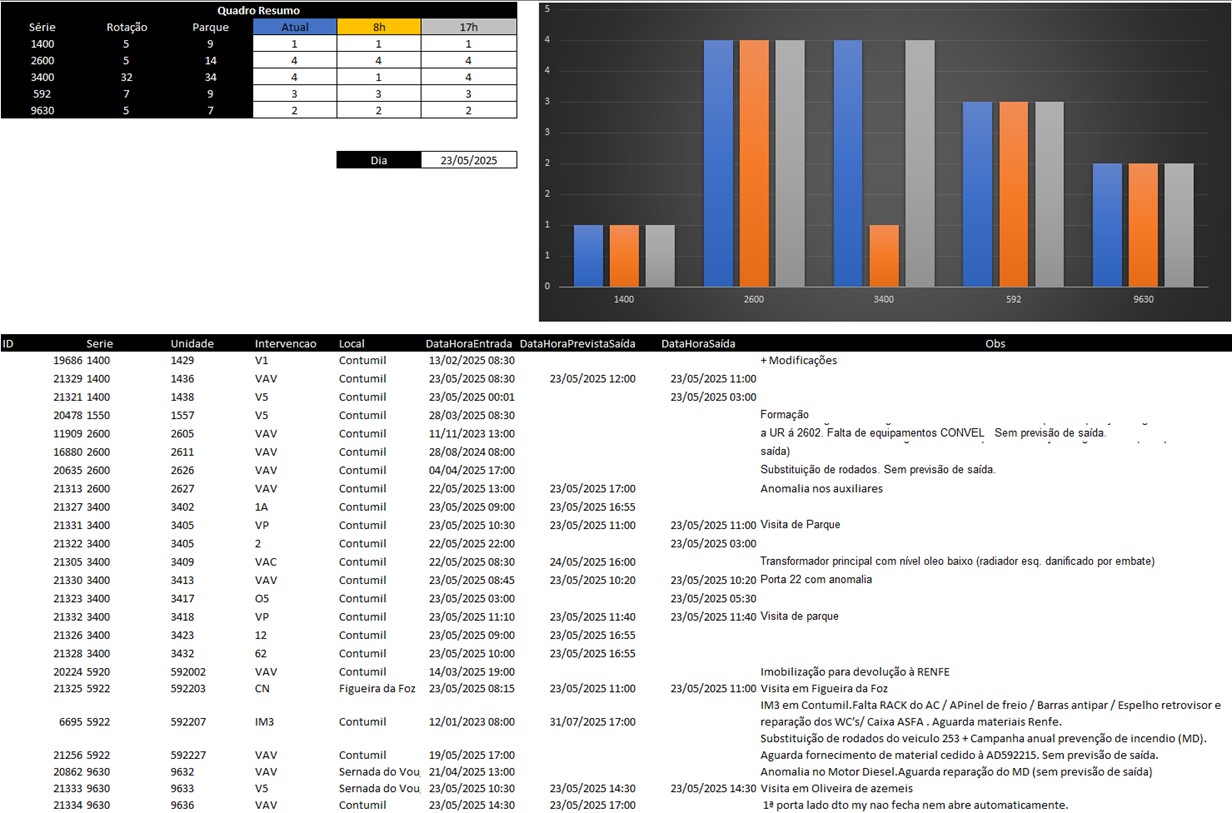 Quadro Resumo
Série Rotação Parque Atual 8h 17h
1400 5 9 1 1 1
2600 5 14 4 4 4
3400 32 34 4 1 4
592 7 9 3 3 3
9630 5 7 2 2 2
Dia 23/05/2025
5
4
4
3
3
2
2
1
1
0
1400 2600 3400 592 9630
ID Serie Unidade Intervencao Local DataHoraEntrada DataHoraPrevistaSaída DataHoraSaída Obs
19686 1400 1429 V1 Contumil 13/02/2025 08:30 + Modificações
21329 1400 1436 VAV Contumil 23/05/2025 08:30 23/05/2025 12:00 23/05/2025 11:00
21321 1400 1438 V5 Contumil 23/05/2025 00:01 23/05/2025 03:00
20478 1550 1557 V5 Contumil 28/03/2025 08:30 Formação
11909 2600 2605 VAV Contumil 11/11/2023 13:00 a UR á 2602. Falta de equipamentos CONVEL Sem previsão de saída.
16880 2600 2611 VAV Contumil 28/08/2024 08:00 saída)
20635 2600 2626 VAV Contumil 04/04/2025 17:00 Substituição de rodados. Sem previsão de saída.
21313 2600 2627 VAV Contumil 22/05/2025 13:00 23/05/2025 17:00 Anomalia nos auxiliares
21327 3400 3402 1A Contumil 23/05/2025 09:00 23/05/2025 16:55
21331 3400 3405 VP Contumil 23/05/2025 10:30 23/05/2025 11:00 23/05/2025 11:00 Visita de Parque
21322 3400 3405 2 Contumil 22/05/2025 22:00 23/05/2025 03:00
21305 3400 3409 VAC Contumil 22/05/2025 08:30 24/05/2025 16:00 Transformador principal com nível oleo baixo (radiador esq. danificado por embate)
21330 3400 3413 VAV Contumil 23/05/2025 08:45 23/05/2025 10:20 23/05/2025 10:20 Porta 22 com anomalia
21323 3400 3417 O5 Contumil 23/05/2025 03:00 23/05/2025 05:30
21332 3400 3418 VP Contumil 23/05/2025 11:10 23/05/2025 11:40 23/05/2025 11:40 Visita de parque
21326 3400 3423 12 Contumil 23/05/2025 09:00 23/05/2025 16:55
21328 3400 3432 62 Contumil 23/05/2025 10:00 23/05/2025 16:55
20224 5920 592002 VAV Contumil 14/03/2025 19:00 Imobilização para devolução à RENFE
21325 5922 592203 CN Figueira da Foz 23/05/2025 08:15 23/05/2025 11:00 23/05/2025 11:00 Visita em Figueira da Foz
IM3 em Contumil.Falta RACK do AC / APinel de freio / Barras antipar / Espelho retrovisor e
6695 5922 592207 IM3 Contumil 12/01/2023 08:00 31/07/2025 17:00 reparação dos WC's/ Caixa ASFA . Aguarda materiais Renfe.
Substituição de rodados do veiculo 253 + Campanha anual prevenção de incendio (MD).
21256 5922 592227 VAV Contumil 19/05/2025 17:00 Aguarda fornecimento de material cedido à AD592215. Sem previsão de saída.
20862 9630 9632 VAV Sernada do Vou 21/04/2025 13:00 Anomalia no Motor Diesel.Aguarda reparação do MD (sem previsão de saída)
21333 9630 9633 V5 Sernada do Vou 23/05/2025 10:30 23/05/2025 14:30 23/05/2025 14:30 Visita em Oliveira de azemeis
21334 9630 9636 VAV Contumil 23/05/2025 14:30 23/05/2025 17:00 1ª porta lado dto my nao fecha nem abre automaticamente.